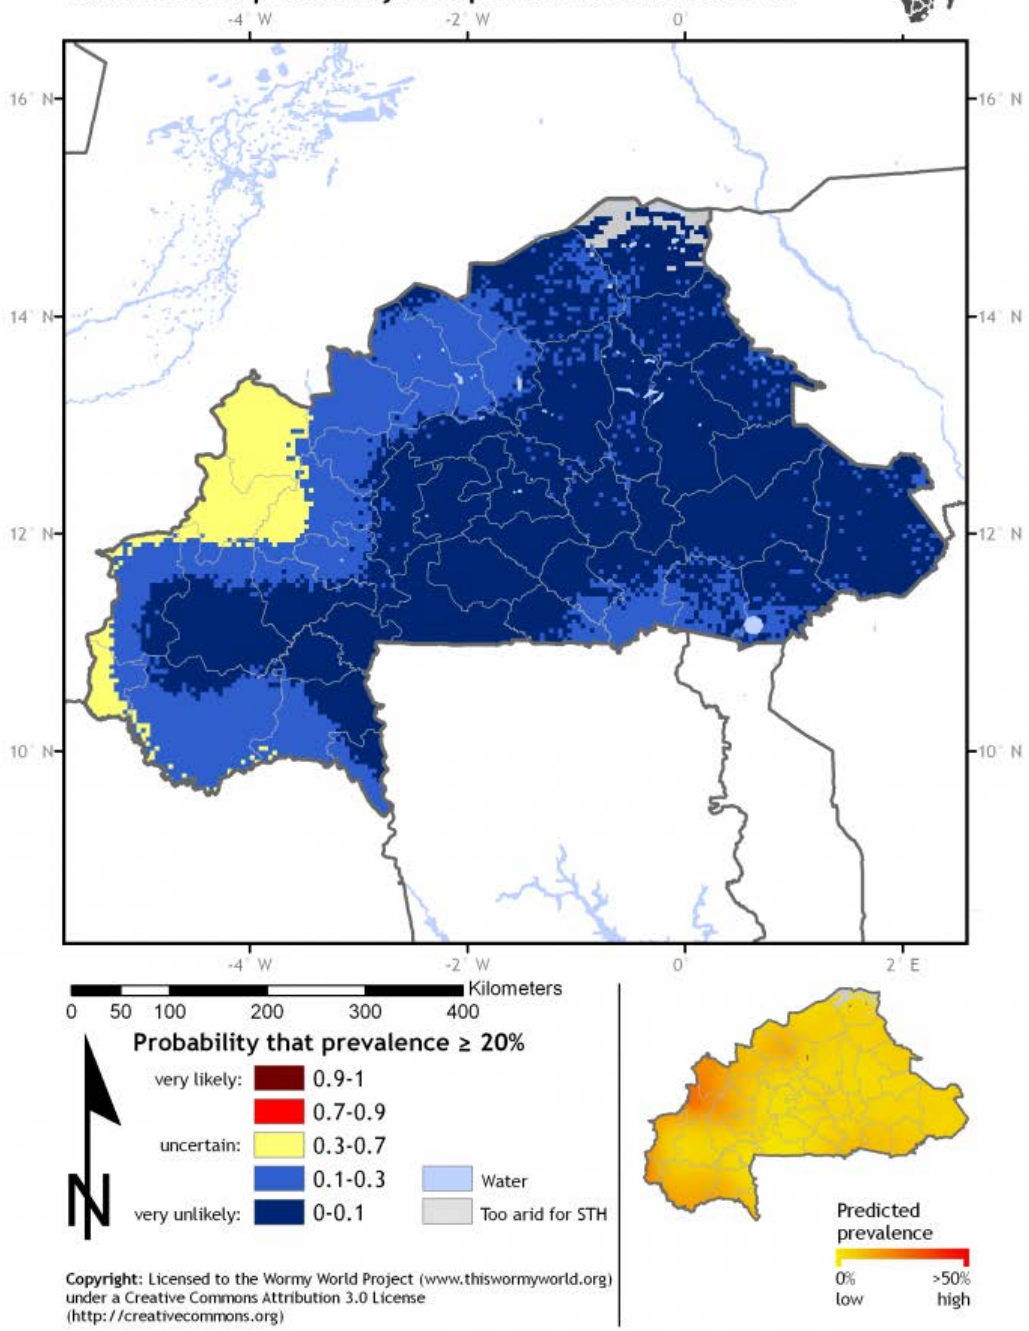 -4° W -2° W 0°
16° N 16° N
14° N 14° N
12° N 12° N
10° N 10° N
-4° W -2° W 0° 2° E
Kilometers
0 50 100 200 300 400
Probability that prevalence ≥ 20%
very likely: 0.9-1
0.7-0.9
uncertain: 0.3-0.7
0.1-0.3 Water
very unlikely: 0-0.1 Too arid for STH
N
Predicted
prevalence
0% >50%
low high
Copyright: Licensed to the Wormy World Project (www.thiswormyworld.org)
under a Creative Commons Attribution 3.0 License
(http://creativecommons.org)